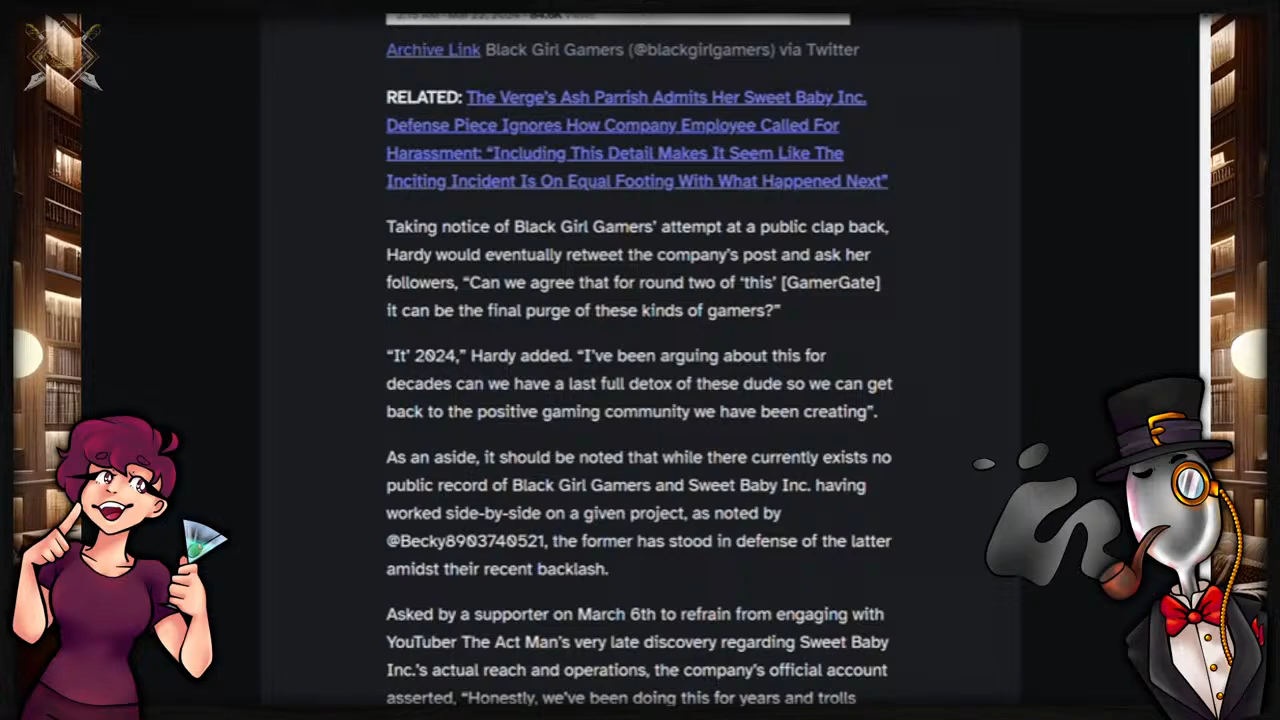 Archive Link Black Girl Gamers (@blackgirlgamers) via Twitter
RELATED: The Verge's Ash Parrish Admits Her Sweet Baby Inc.
Defense Piece Ignores How Company Employee Called For
Harassment: “Including This Detail Makes It Seem Like The
Inciting Incident Is On Equal Footing With What Happened Next”
Taking notice of Black Girl Gamers’ attempt at a public clap back,
Hardy would eventually retweet the company’s post and ask her
followers, “Can we agree that for round two of ‘this’ [GamerGate]
it can be the final purge of these kinds of gamers?”
“It’ 2024,” Hardy added. “I’ve been arguing about this for
decades can we have a last full detox of these dude so we can get
back to the positive gaming community we have been creating”.
As an aside, it should be noted that while there currently exists no
public record of Black Girl Gamers and Sweet Baby Inc. having
worked side-by-side on a given project, as noted by
@Becky8903740521, the former has stood in defense of the latter
amidst their recent backlash.
Asked by a supporter on March 6th to refrain from engaging with
YouTuber The Act Man’s very late discovery regarding Sweet Baby
Inc.’s actual reach and operations, the company’s official account
asserted, “Honestly, we’ve been doing this for years and trolls